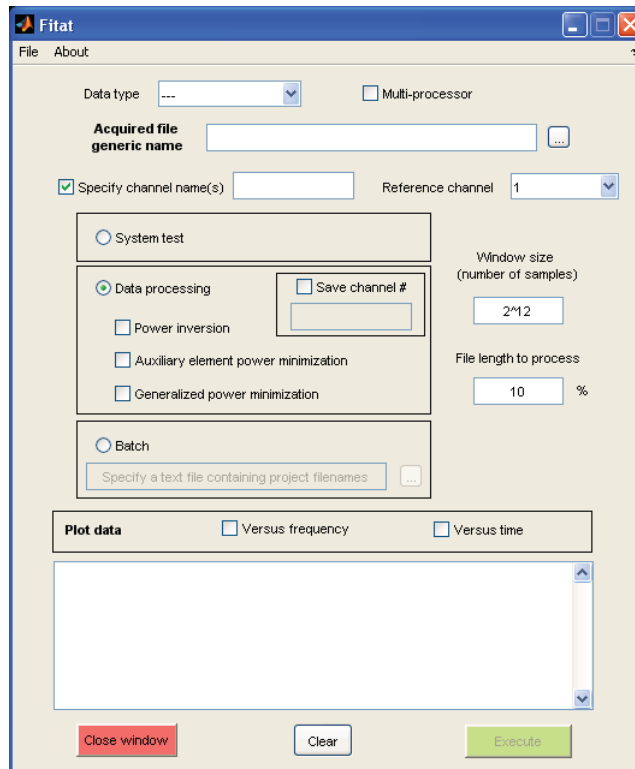 Fitat
File About
Data type --- Multi-processor
Acquired file
generic name ...
Specify channel name(s) Reference channel 1
System test
Window size
(number of samples)
2^12
Data processing Save channel #
Power inversion
Auxiliary element power minimization
File length to process
Generalized power minimization
10 %
Batch
Specify a text file containing project filenames ...
Plot data Versus frequency Versus time
Close window Clear Execute